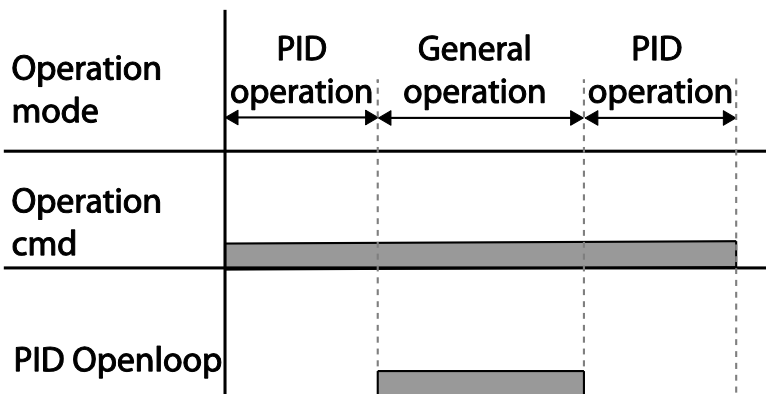 PID
operation
General
operation
PID
operation
Operation
mode
Operation
cmd
PID Openloop